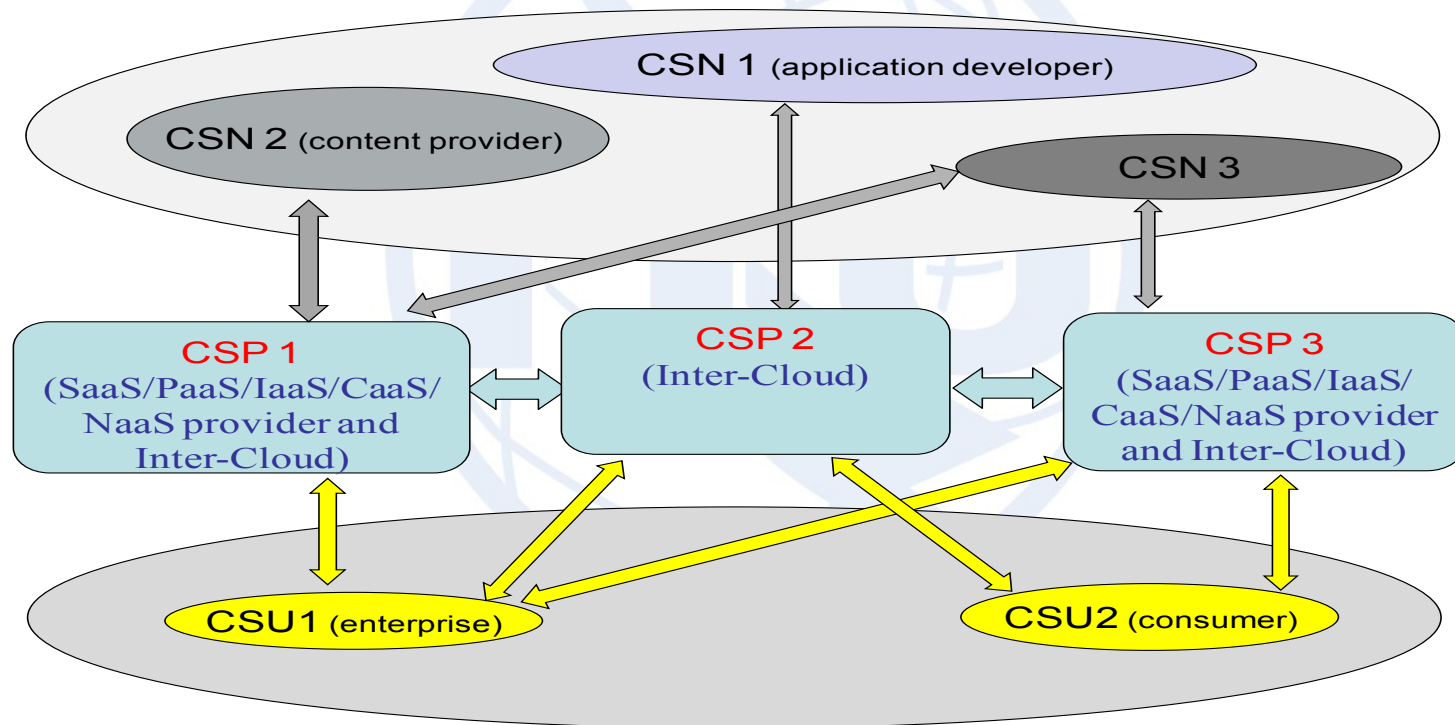 CSN 1 (application developer)
CSN 2 (content provider)
CSN 3
CSP 1
(SaaS/PaaS/IaaS/CaaS/
NaaS provider and
Inter-Cloud)
CSP 2
(Inter-Cloud)
CSP 3
(SaaS/PaaS/IaaS/
CaaS/NaaS provider
and Inter-Cloud)
CSU1 (enterprise)
CSU2 (consumer)